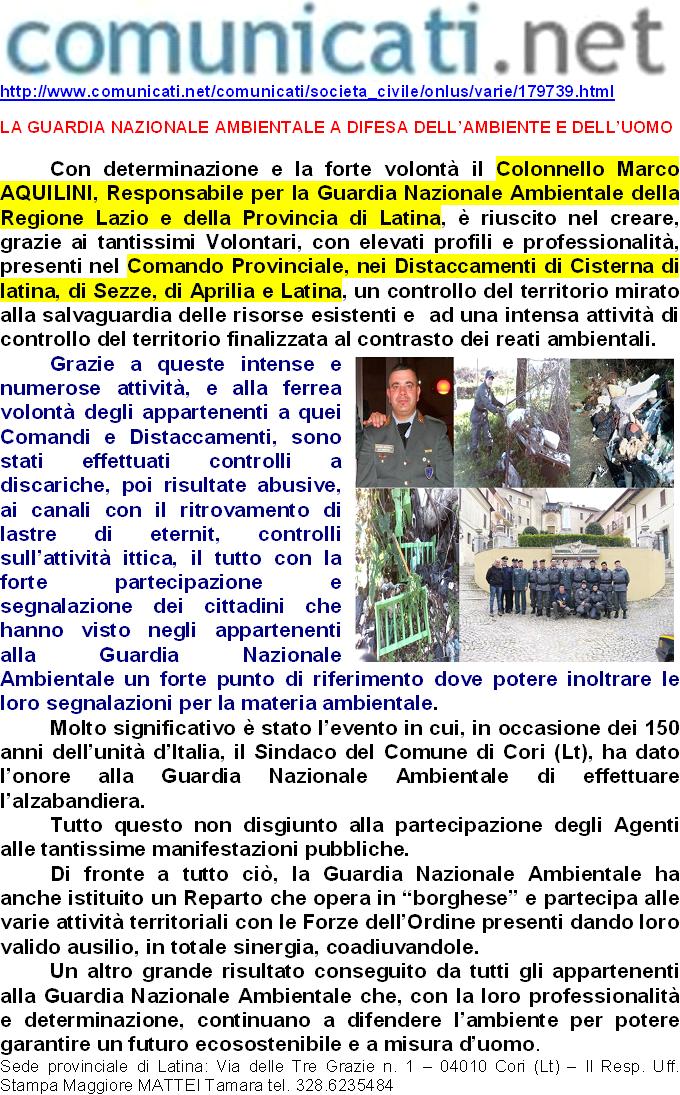 comunicati.net
http://www.comunicati.net/comunicati/societa_civile/onlus/varie/179739.html
LA GUARDIA NAZIONALE AMBIENTALE A DIFESA DELL'AMBIENTE E DELL'UOMO
Con determinazione e la forte volontà il Colonnello Marco
AQUILINI, Responsabile per la Guardia Nazionale Ambientale della
Regione Lazio e della Provincia di Latina, è riuscito nel creare,
grazie ai tantissimi Volontari, con elevati profili e professionalità,
presenti nel Comando Provinciale, nei Distaccamenti di Cisterna di
latina, di Sezze, di Aprilia e Latina, un controllo del territorio mirato
alla salvaguardia delle risorse esistenti e  ad una intensa attività di
controllo del territorio finalizzata al contrasto dei reati ambientali.
Grazie a queste intense e
numerose attività, e alla ferrea
volontà degli appartenenti a quei
Comandi e Distaccamenti, sono
stati effettuati controlli a
discariche, poi risultate abusive,
ai canali con il ritrovamento di
lastre di eternit, controlli
sull'attività ittica, il tutto con la
forte partecipazione e
segnalazione dei cittadini che
hanno visto negli appartenenti
alla Guardia Nazionale
Ambientale un forte punto di riferimento dove potere inoltrare le
loro segnalazioni per la materia ambientale.
Molto significativo è stato l'evento in cui, in occasione dei 150
anni dell'unità d'Italia, il Sindaco del Comune di Cori (Lt), ha dato
l'onore alla Guardia Nazionale Ambientale di effettuare
l'alzabandiera.
Tutto questo non disgiunto alla partecipazione degli Agenti
alle tantissime manifestazioni pubbliche.
Di fronte a tutto ciò, la Guardia Nazionale Ambientale ha
anche istituito un Reparto che opera in “borghese” e partecipa alle
varie attività territoriali con le Forze dell'Ordine presenti dando loro
valido ausilio, in totale sinergia, coadiuvandole.
Un altro grande risultato conseguito da tutti gli appartenenti
alla Guardia Nazionale Ambientale che, con la loro professionalità
e determinazione, continuano a difendere l'ambiente per potere
garantire un futuro ecosostenibile e a misura d'uomo.
Sede provinciale di Latina: Via delle Tre Grazie n. 1 – 04010 Cori (Lt) – Il Resp. Uff.
Stampa Maggiore MATTEI Tamara tel. 328.6235484